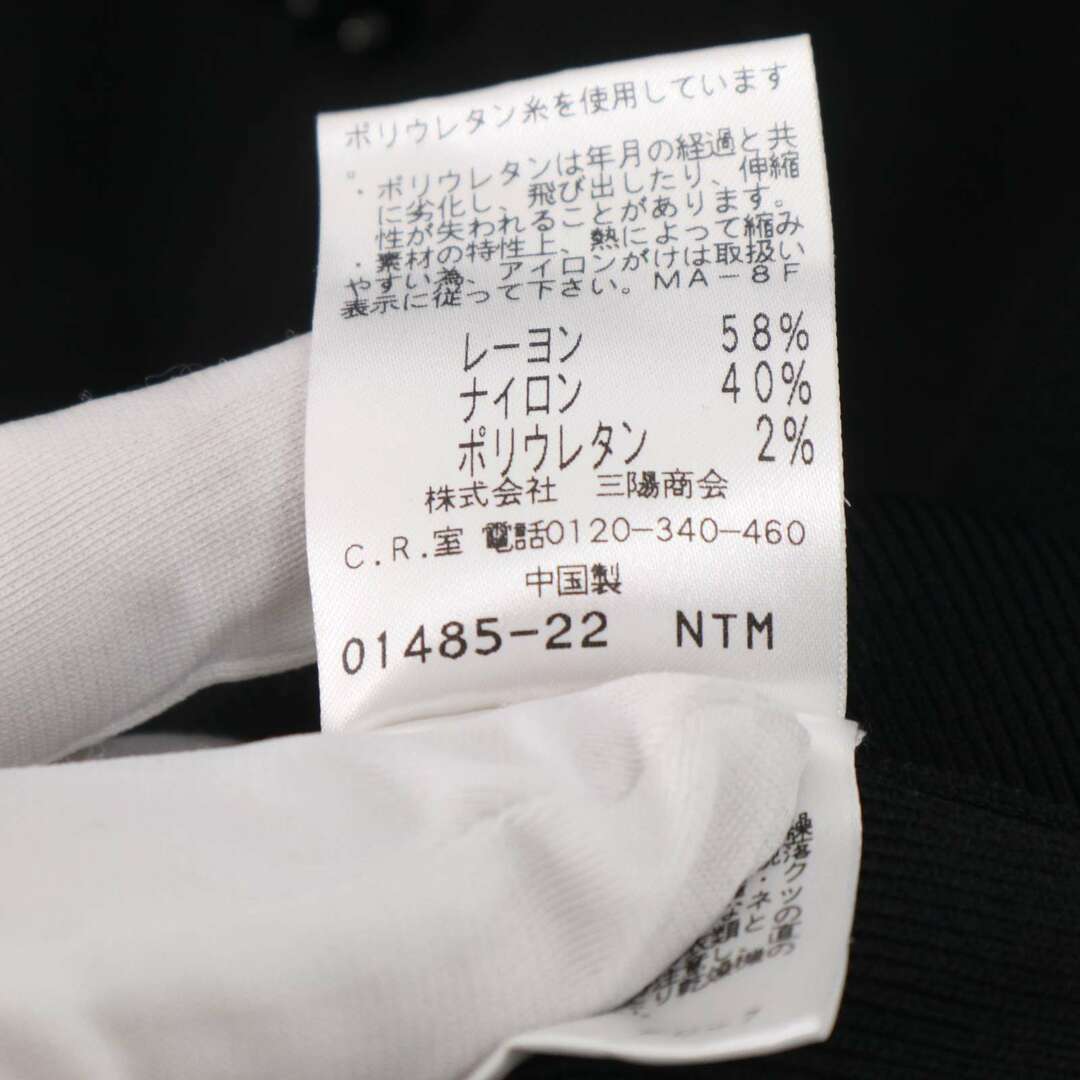 ポリウレタン糸を使用しています
。
・ポリウレタンは年月の経過と共
に劣化し、飛び出したり、伸縮
性が失われることがあります。
・素材の特性上、熱によって縮み
やすい為、アイロンがけは取扱い
表示に従って下さい。MA-8F
レーヨン 58%
ナイロン 40%
ポリウレタン 2%
株式会社 三陽商会
C.R.室 電話0120-340-460
中国製
01485-22 NTM